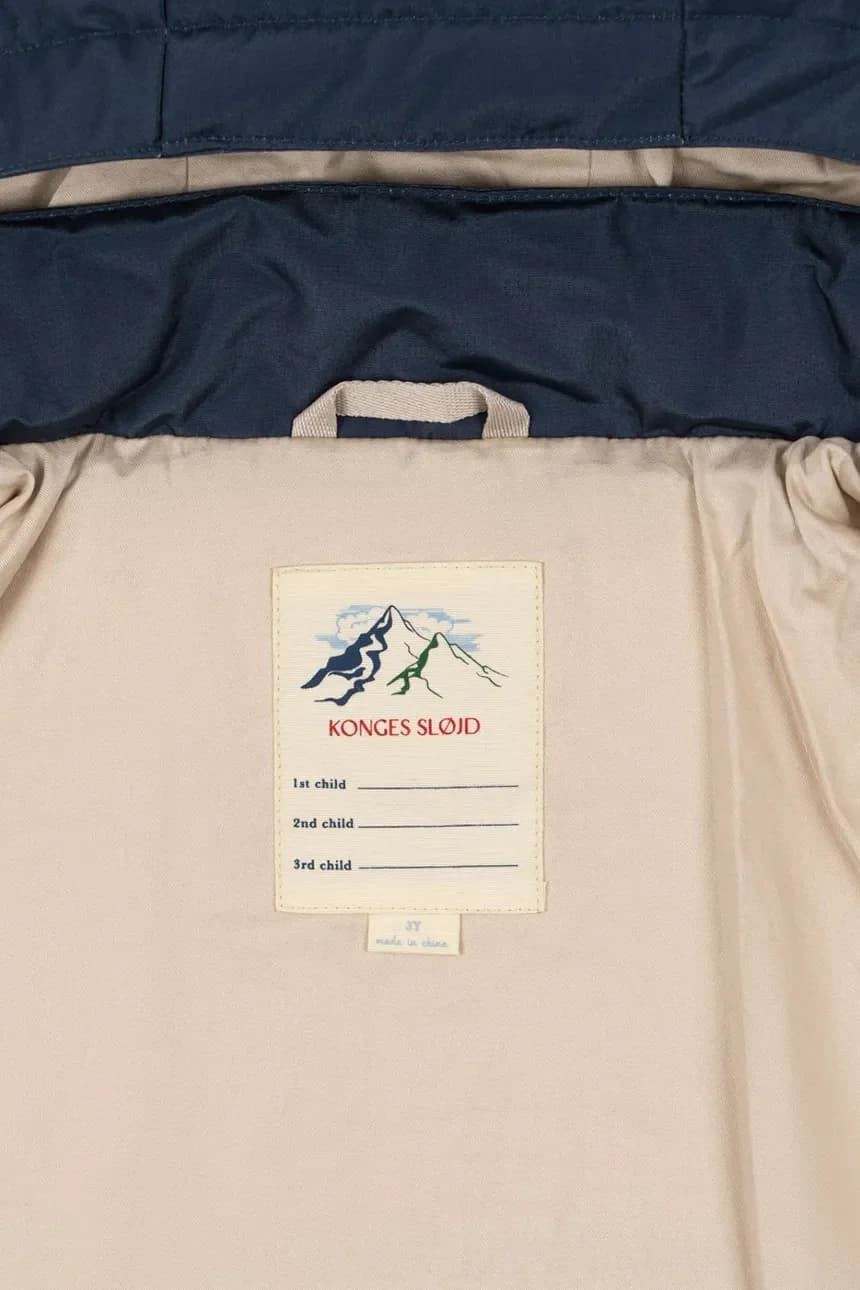 KONGES SLØJD
1st child
2nd child
3rd child
3Y
made in china